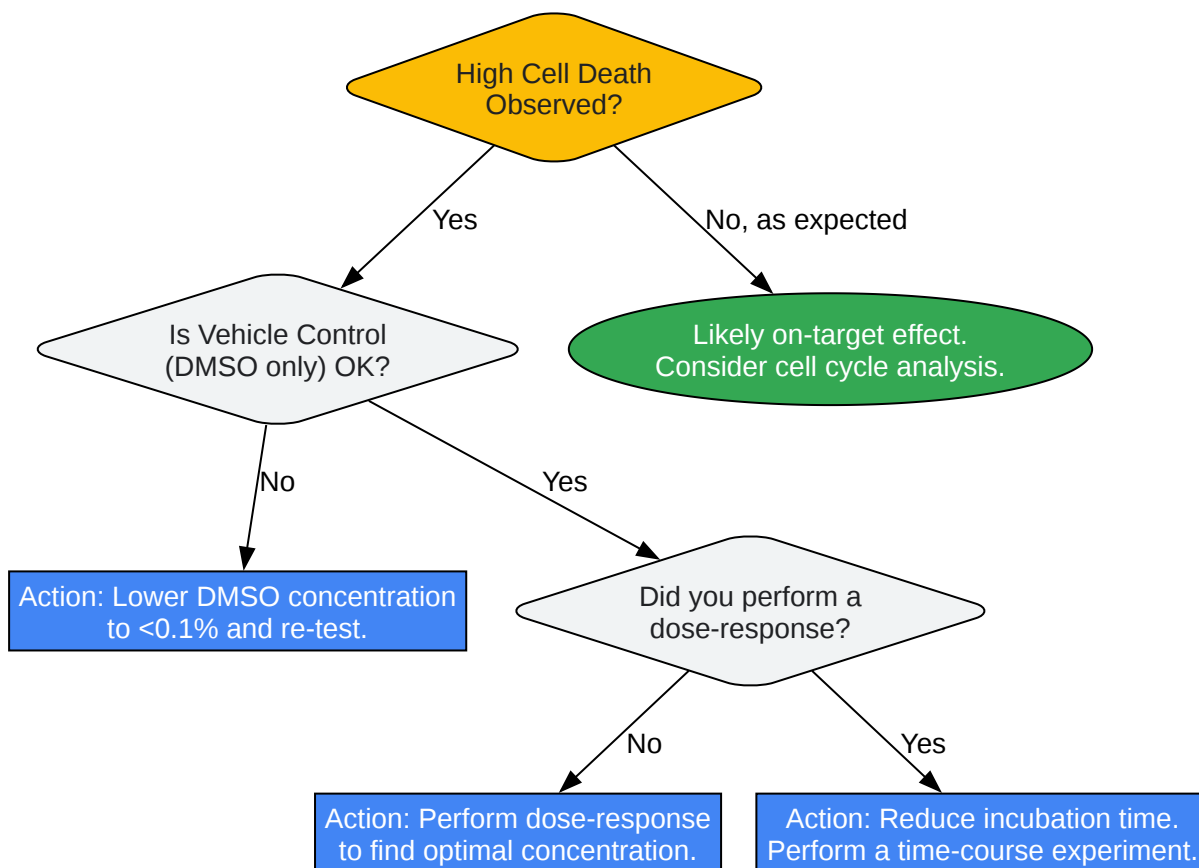 High Cell Death
Observed?
Yes
No, as expected
Is Vehicle Control
(DMSO only) OK?
Likely on-target effect.
Consider cell cycle analysis.
No
Yes
Action: Lower DMSO concentration
to <0.1% and re-test.
Did you perform a
dose-response?
No
Yes
Action: Perform dose-response
to find optimal concentration.
Action: Reduce incubation time.
Perform a time-course experiment.